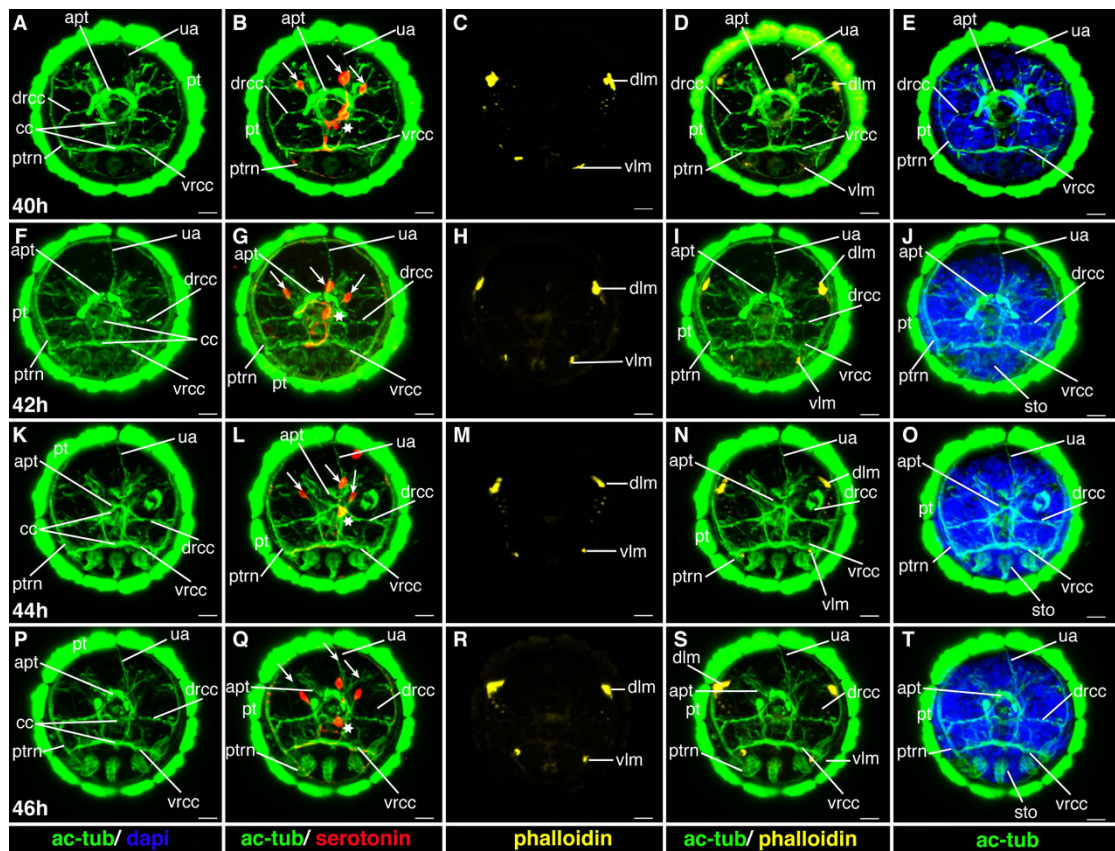 A apt ua pt drcc cc ptrn vrcc 40h
B apt ua drcc pt vrcc ptrn
C dlm vlm
D apt ua drcc dlm pt ptrn vrcc vlm
E apt ua drcc ptrn vrcc
F ua apt drcc pt cc ptrn vrcc 42h
G ua apt drcc pt ptrn pt vrcc
H dlm vlm
I ua apt dlm drcc pt ptrn vrcc vlm
J ua apt drcc pt ptrn vrcc sto
K pt ua apt cc drcc ptrn vrcc 44h
L apt ua drcc pt ptrn vrcc
M dlm vlm
N ua apt dlm drcc pt ptrn vrcc vlm
O ua apt drcc pt ptrn vrcc sto
P pt ua apt drcc cc ptrn vrcc 46h
Q ua apt drcc pt ptrn vrcc
R dlm vlm
S ua dlm apt drcc pt ptrn vlm vrcc
T ua apt drcc pt ptrn vrcc sto
ac-tub/ dapi
ac-tub/ serotonin
phalloidin
ac-tub/ phalloidin
ac-tub